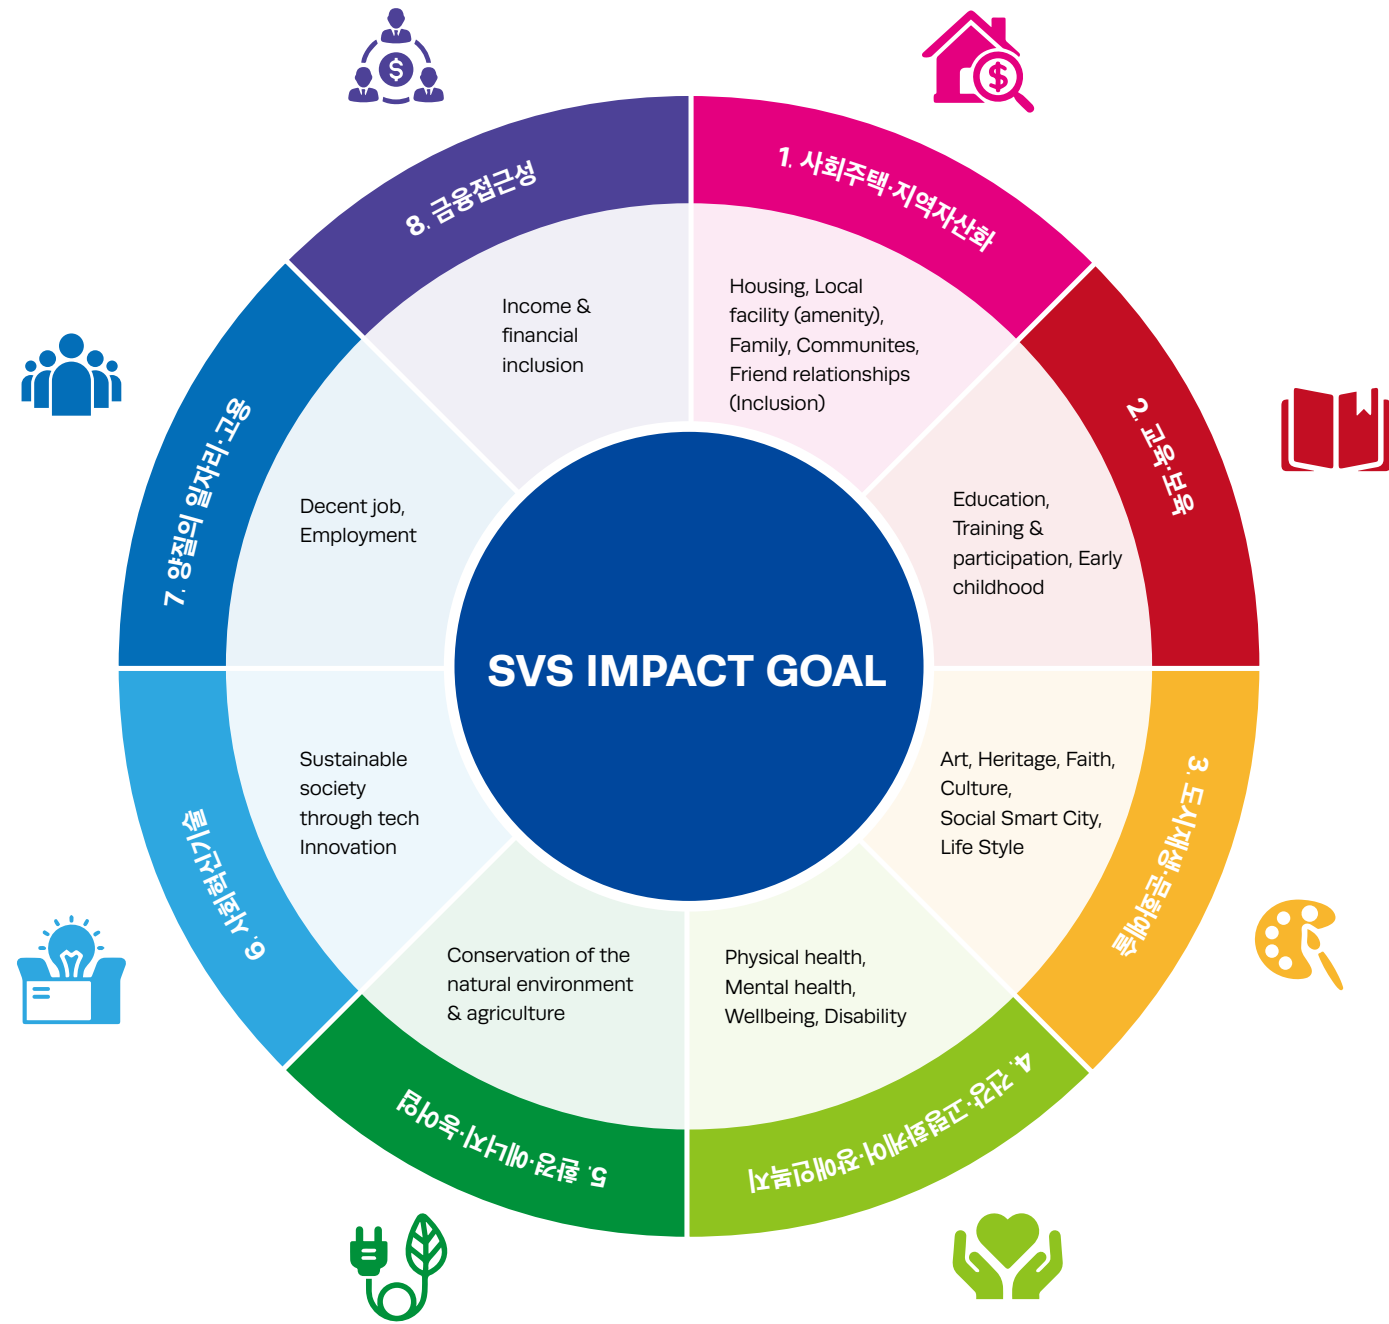 1. 사회주택·지역자산화
Housing, Local
facility (amenity),
Family, Communites,
Friend relationships
(Inclusion)
2. 교육·보육
Education,
Training &
participation, Early
childhood
3. 도시재생·문화예술
Art, Heritage, Faith,
Culture,
Social Smart City,
Life Style
4. 건강·고령화케어·장애인복지
Physical health,
Mental health,
Wellbeing, Disability
5. 환경·에너지·농어업
Conservation of the
natural environment
& agriculture
6. 사회혁신기술
Sustainable
society
through tech
Innovation
7. 양질의 일자리·고용
Decent job,
Employment
8. 금융접근성
Income &
financial
inclusion
SVS IMPACT GOAL